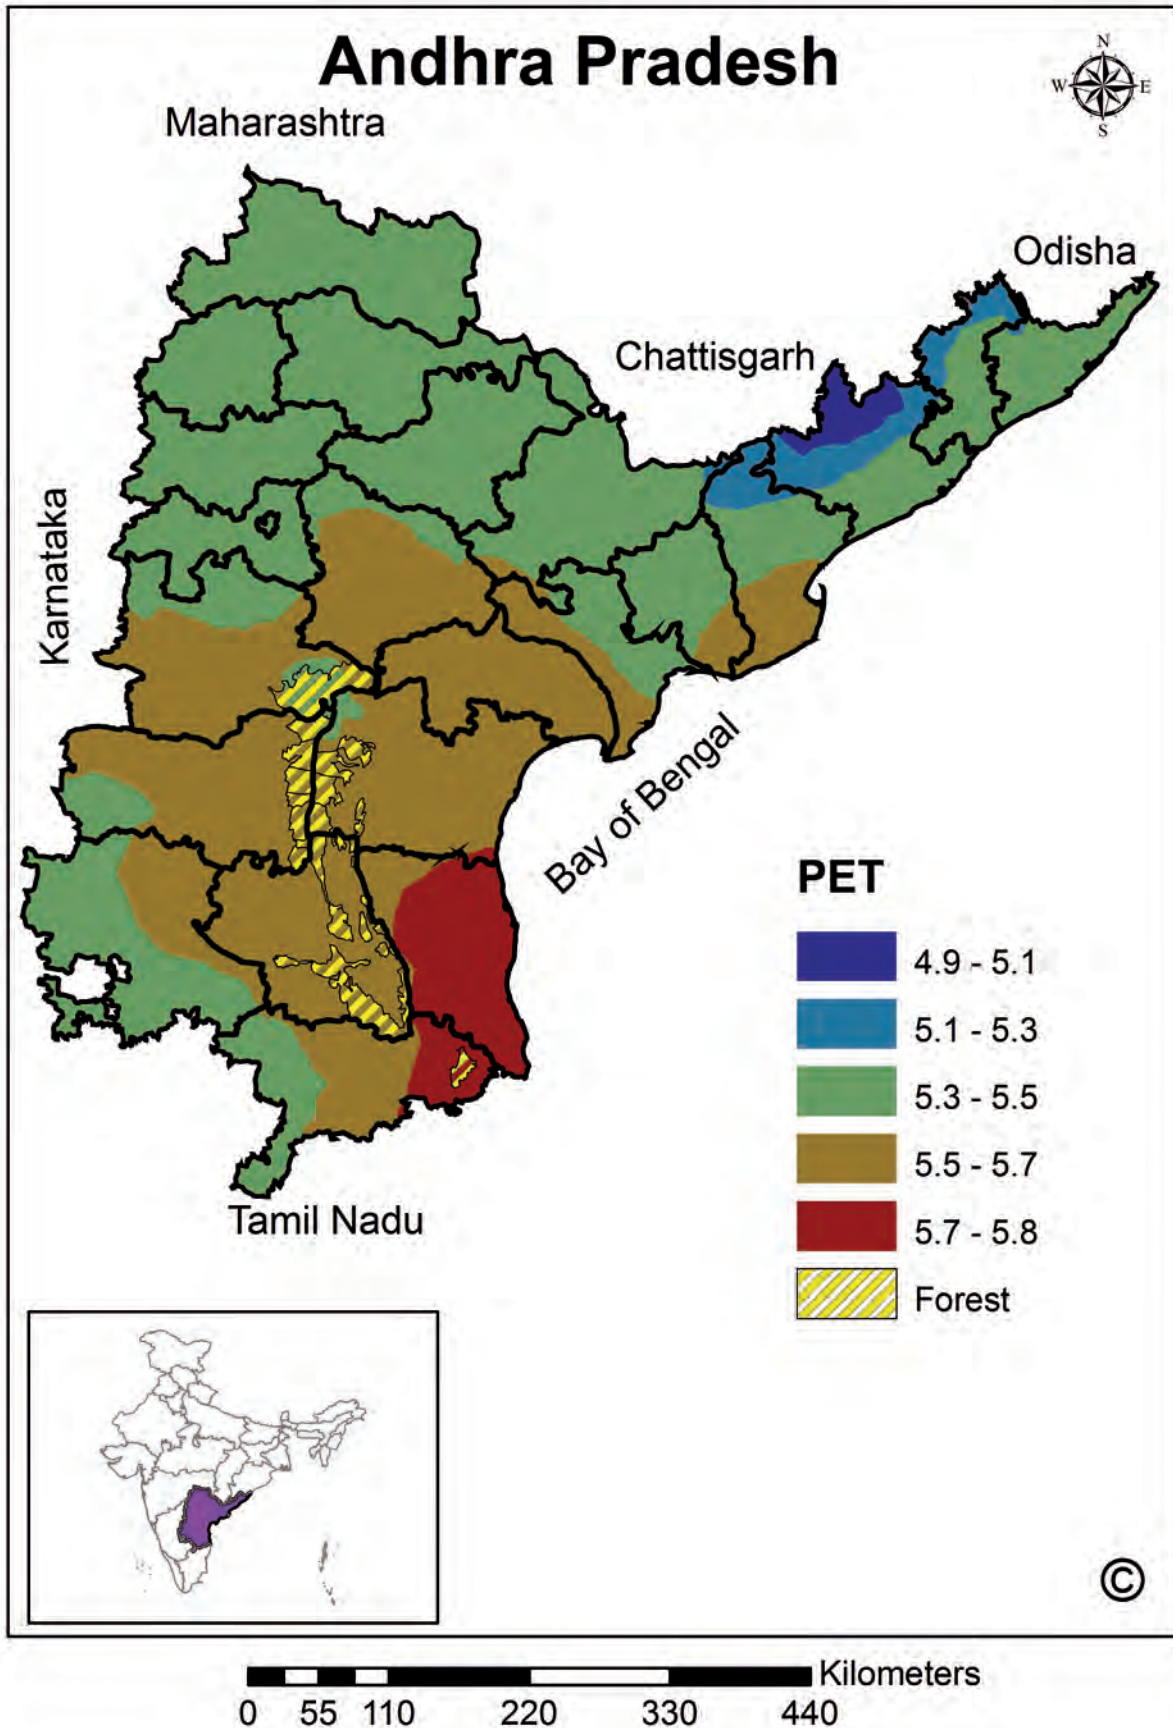 Andhra Pradesh
N
W E
S
Maharashtra
Odisha
Chattisgarh
Karnataka
Bay of Bengal
PET
4.9 - 5.1
5.1 - 5.3
5.3 - 5.5
5.5 - 5.7
5.7 - 5.8
Forest
Tamil Nadu
©
Kilometers
0 55 110 220 330 440